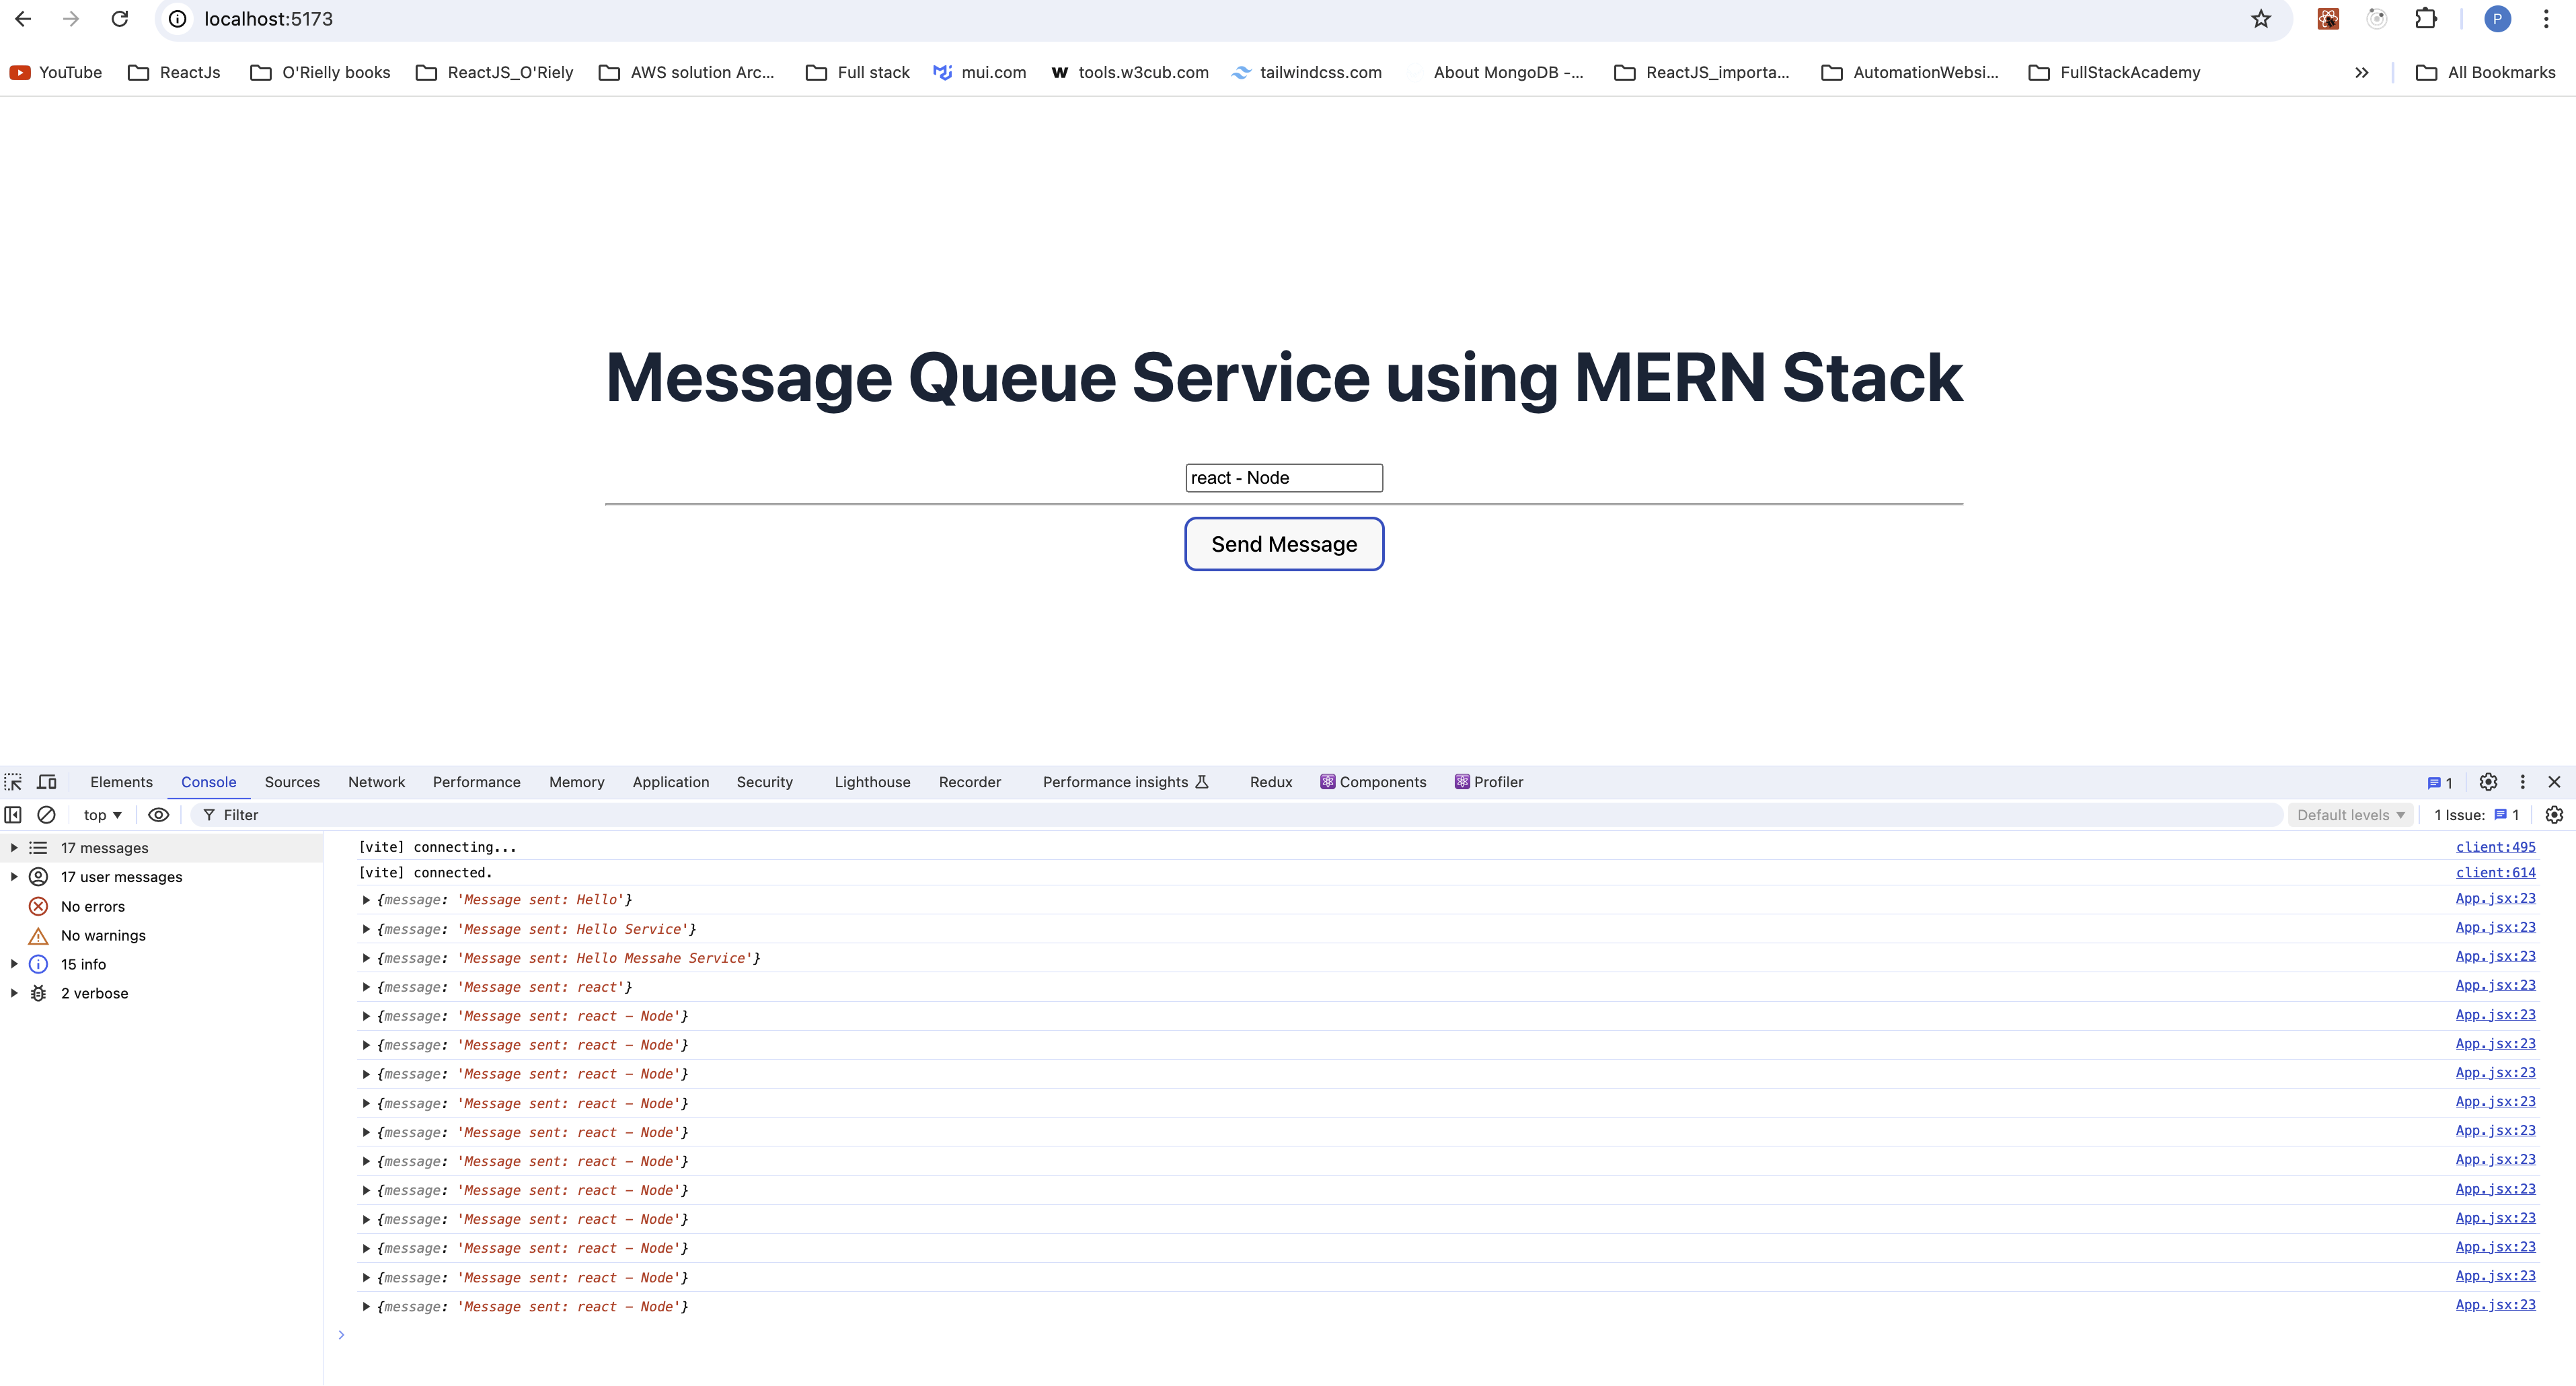 localhost:5173
P
YouTube ReactJs O'Rielly books ReactJS_O'Riely AWS solution Arc... Full stack mui.com tools.w3cub.com tailwindcss.com About MongoDB -... ReactJS_importa... AutomationWebsi... FullStackAcademy All Bookmarks
Message Queue Service using MERN Stack
react - Node
Send Message
Elements Console Sources Network Performance Memory Application Security Lighthouse Recorder Performance insights Redux Components Profiler 1
top Filter Default levels 1 Issue: 1
17 messages
17 user messages
No errors
No warnings
15 info
2 verbose
[vite] connecting... client:495
[vite] connected. client:614
{message: 'Message sent: Hello'} App.jsx:23
{message: 'Message sent: Hello Service'} App.jsx:23
{message: 'Message sent: Hello Messahe Service'} App.jsx:23
{message: 'Message sent: react'} App.jsx:23
{message: 'Message sent: react - Node'} App.jsx:23
{message: 'Message sent: react - Node'} App.jsx:23
{message: 'Message sent: react - Node'} App.jsx:23
{message: 'Message sent: react - Node'} App.jsx:23
{message: 'Message sent: react - Node'} App.jsx:23
{message: 'Message sent: react - Node'} App.jsx:23
{message: 'Message sent: react - Node'} App.jsx:23
{message: 'Message sent: react - Node'} App.jsx:23
{message: 'Message sent: react - Node'} App.jsx:23
{message: 'Message sent: react - Node'} App.jsx:23
{message: 'Message sent: react - Node'} App.jsx:23